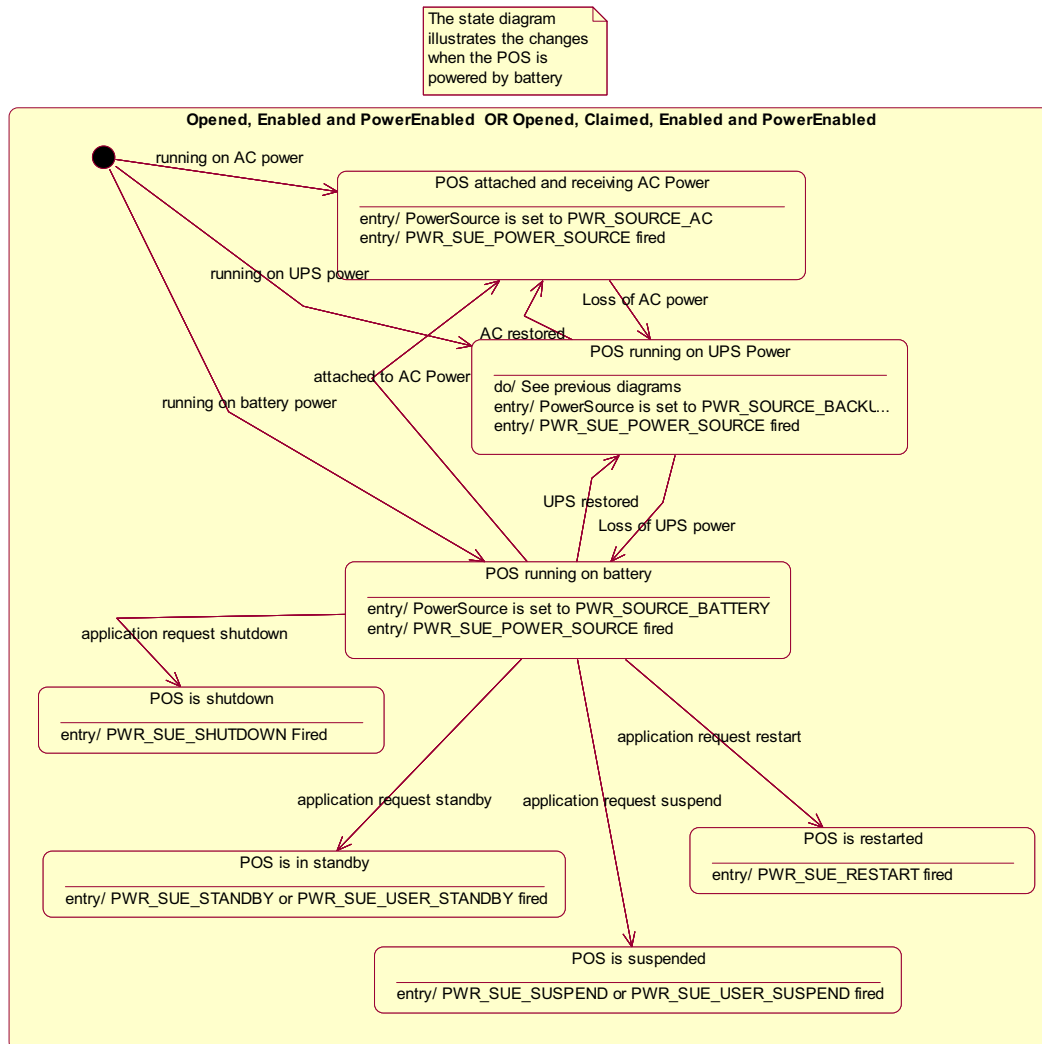 The state diagram
illustrates the changes
when the POS is
powered by battery
Opened, Enabled and PowerEnabled  OR Opened, Claimed, Enabled and PowerEnabled
running on AC power
POS attached and receiving AC Power
entry/ PowerSource is set to PWR_SOURCE_AC
entry/ PWR_SUE_POWER_SOURCE fired
running on UPS power
Loss of AC power
AC restored
POS running on UPS Power
do/ See previous diagrams
entry/ PowerSource is set to PWR_SOURCE_BACKU...
entry/ PWR_SUE_POWER_SOURCE fired
attached to AC Power
running on battery power
UPS restored
Loss of UPS power
POS running on battery
entry/ PowerSource is set to PWR_SOURCE_BATTERY
entry/ PWR_SUE_POWER_SOURCE fired
application request shutdown
POS is shutdown
entry/ PWR_SUE_SHUTDOWN Fired
application request restart
application request standby
application request suspend
POS is restarted
entry/ PWR_SUE_RESTART fired
POS is in standby
entry/ PWR_SUE_STANDBY or PWR_SUE_USER_STANDBY fired
POS is suspended
entry/ PWR_SUE_SUSPEND or PWR_SUE_USER_SUSPEND fired